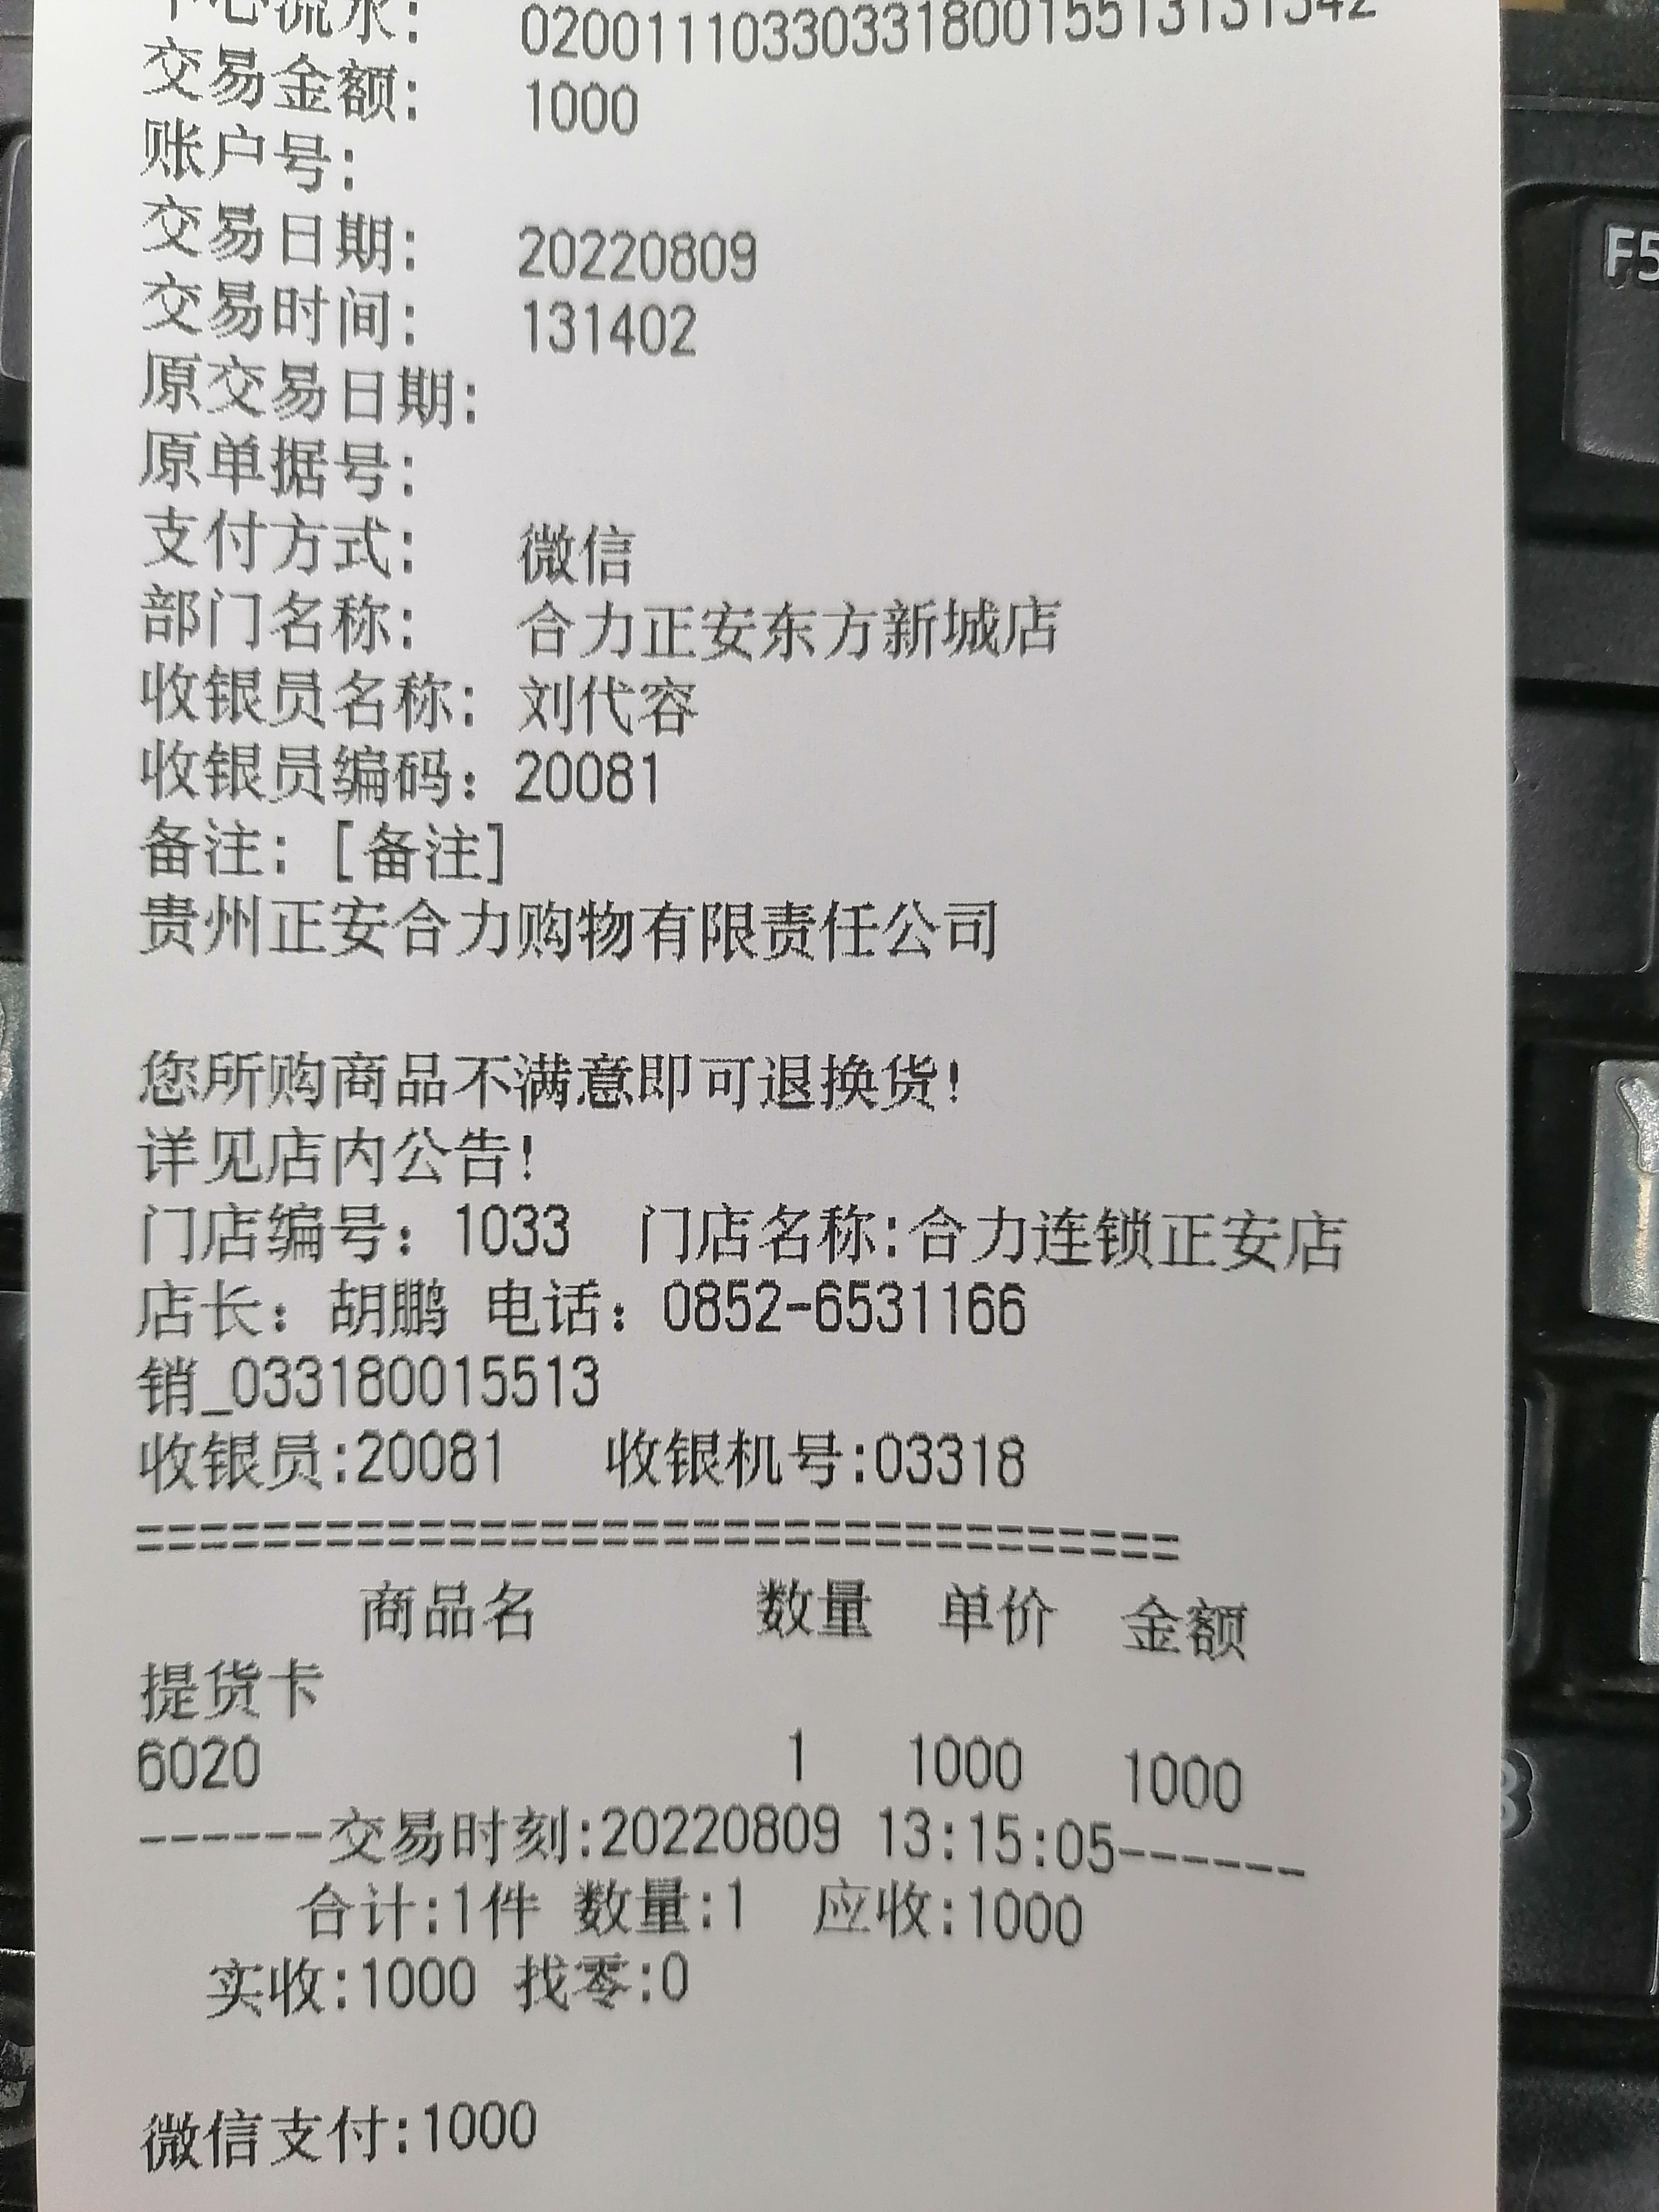 中心流水: 0200111033033180015513131342
交易金额: 1000
账户号:
交易日期: 20220809
交易时间: 131402
原交易日期:
原单据号:
支付方式: 微信
部门名称: 合力正安东方新城店
收银员名称: 刘代容
收银员编码: 20081
备注: [备注]
贵州正安合力购物有限责任公司
您所购商品不满意即可退换货!
详见店内公告!
门店编号: 1033 门店名称:合力连锁正安店
店长: 胡鹏 电话: 0852-6531166
销_033180015513
收银员:20081 收银机号:03318
==================================
商品名 数量 单价 金额
提货卡
6020 1 1000 1000
------交易时刻:20220809 13:15:05------
合计:1件 数量:1 应收:1000
实收:1000 找零:0
微信支付:1000
F5